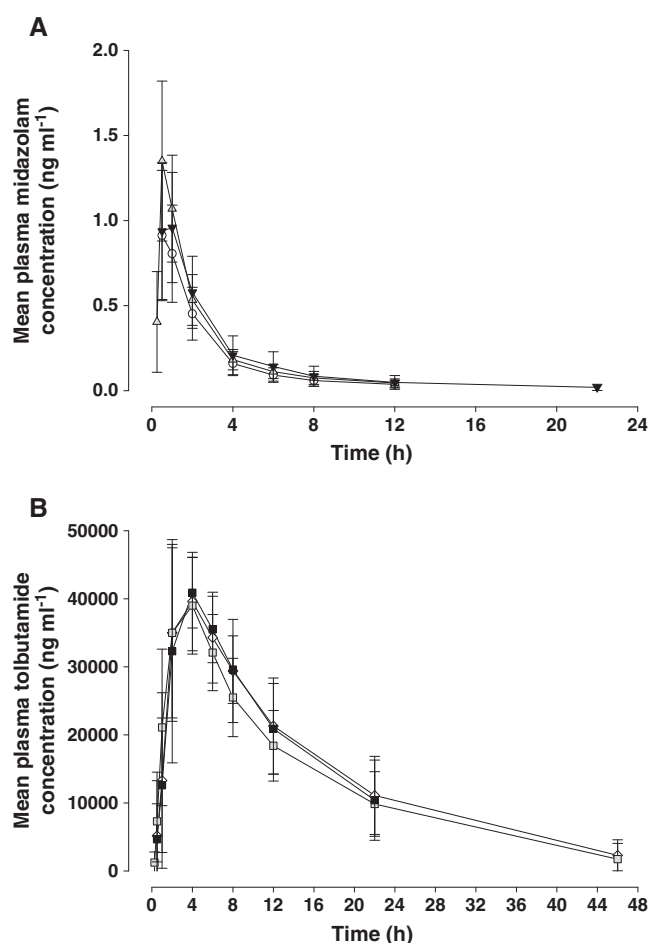 A
2.0
1.5
1.0
0.5
0.0
Mean plasma midazolam
concentration (ng ml-1)
0 4 8 12 16 20 24
Time (h)
B
50000
40000
30000
20000
10000
0
Mean plasma tolbutamide
concentration (ng ml-1)
0 4 8 12 16 20 24 28 32 36 40 44 48
Time (h)